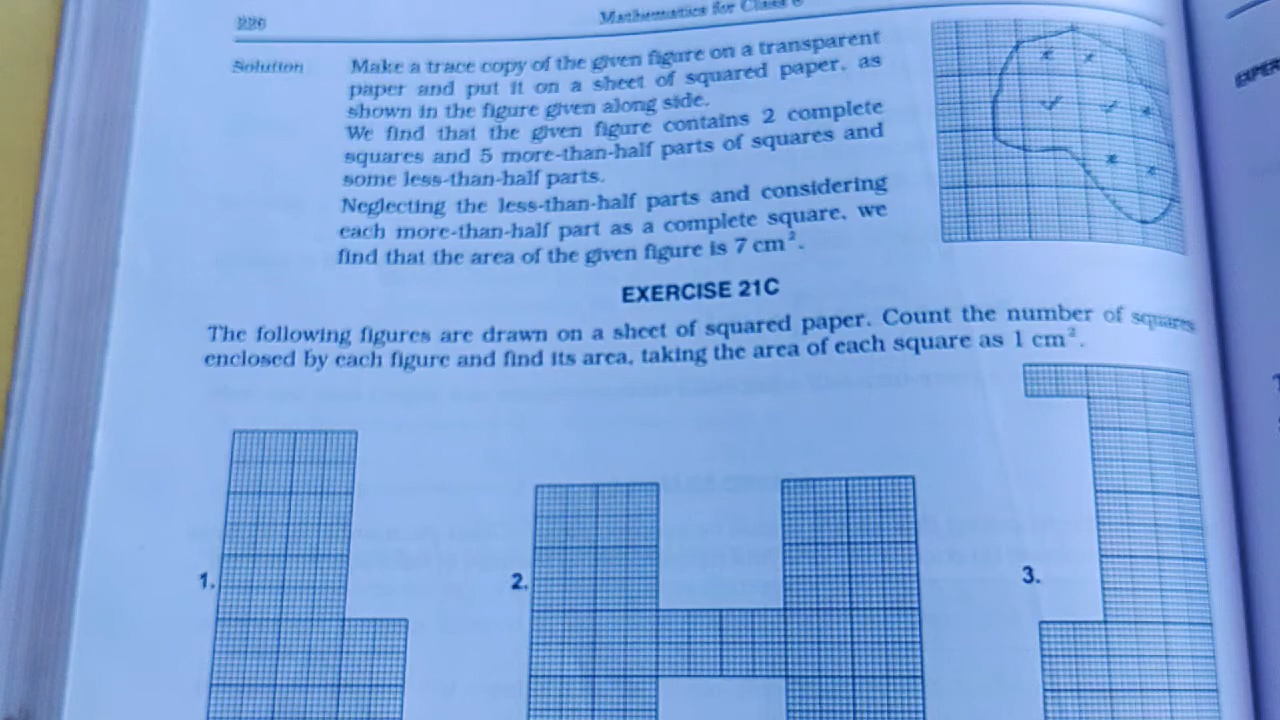 226
Mathematics for Class 6
Solution
Make a trace copy of the given figure on a transparent
paper and put it on a sheet of squared paper, as
shown in the figure given along side.
We find that the given figure contains 2 complete
squares and 5 more-than-half parts of squares and
some less-than-half parts.
Neglecting the less-than-half parts and considering
each more-than-half part as a complete square, we
find that the area of the given figure is 7 cm².
EXERCISE 21C
The following figures are drawn on a sheet of squared paper. Count the number of squares
enclosed by each figure and find its area, taking the area of each square as 1 cm².
1.
2.
3.